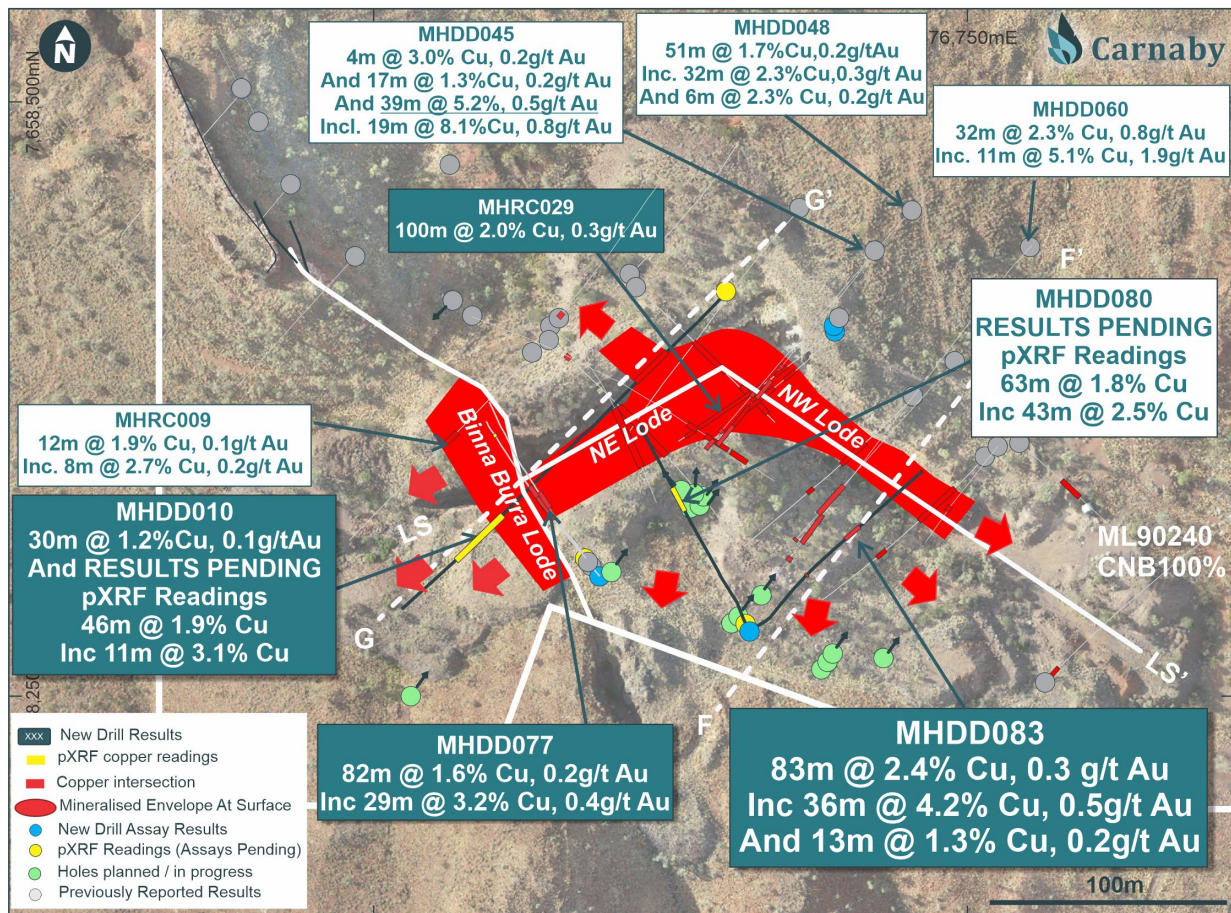 N
MHDD045
4m @ 3.0% Cu, 0.2g/t Au
And 17m @ 1.3%Cu, 0.2g/t Au
And 39m @ 5.2%, 0.5g/t Au
Incl. 19m @ 8.1%Cu, 0.8g/t Au
MHDD048
51m @ 1.7%Cu,0.2g/tAu
Inc. 32m @ 2.3%Cu,0.3g/t Au
And 6m @ 2.3% Cu, 0.2g/t Au
76,750mE
Carnaby
7,658,500mN
MHDD060
32m @ 2.3% Cu, 0.8g/t Au
Inc. 11m @ 5.1% Cu, 1.9g/t Au
MHRC029
100m @ 2.0% Cu, 0.3g/t Au
G'
F'
MHDD080
RESULTS PENDING
pXRF Readings
63m @ 1.8% Cu
Inc 43m @ 2.5% Cu
MHRC009
12m @ 1.9% Cu, 0.1g/t Au
Inc. 8m @ 2.7% Cu, 0.2g/t Au
Binna Burra Lode
NE Lode
NW Lode
MHDD010
30m @ 1.2%Cu, 0.1g/tAu
And RESULTS PENDING
pXRF Readings
46m @ 1.9% Cu
Inc 11m @ 3.1% Cu
LS
G
ML90240
CNB100%
LS'
F
8,250
MHDD077
82m @ 1.6% Cu, 0.2g/t Au
Inc 29m @ 3.2% Cu, 0.4g/t Au
MHDD083
83m @ 2.4% Cu, 0.3 g/t Au
Inc 36m @ 4.2% Cu, 0.5g/t Au
And 13m @ 1.3% Cu, 0.2g/t Au
xxx New Drill Results
pXRF copper readings
Copper intersection
Mineralised Envelope At Surface
New Drill Assay Results
pXRF Readings (Assays Pending)
Holes planned / in progress
Previously Reported Results
100m